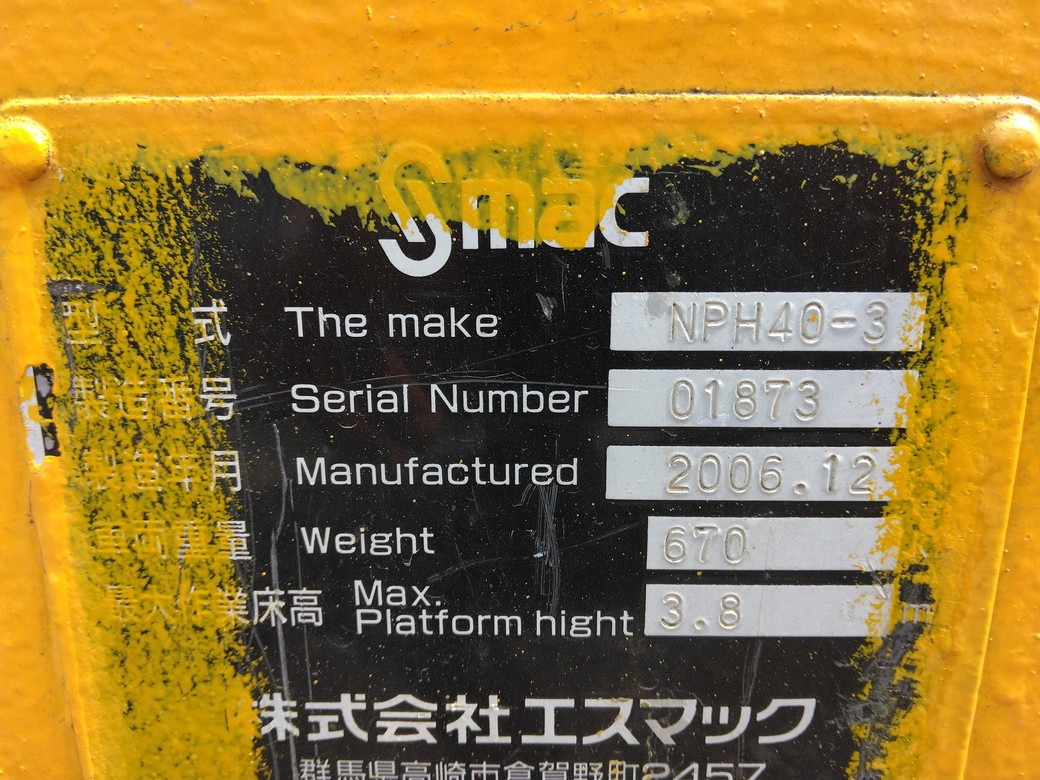 Smac
型式 The make NPH40-3
製造番号 Serial Number 01873
製造年月 Manufactured 2006.12
車両重量 Weight 670
最大作業床高 Max. Platform hight 3.8 m
株式会社エスマック
群馬県高崎市倉賀野町2457